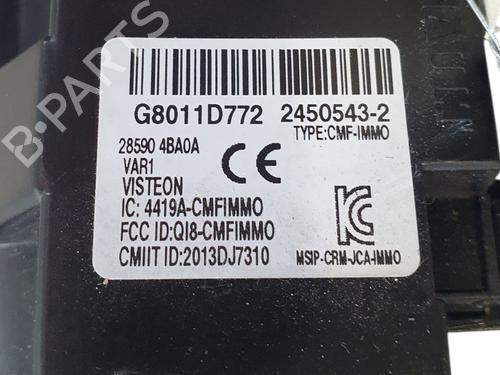 G8011D772 2450543-2
TYPE:CMF-IMMO
28590 4BA0A
VAR1
VISTEON
IC: 4419A-CMFIMMO
FCC ID:QI8-CMFIMMO
CMIIT ID:2013DJ7310
CE
MSIP-CRM-JCA-IMMO
B-PARTS